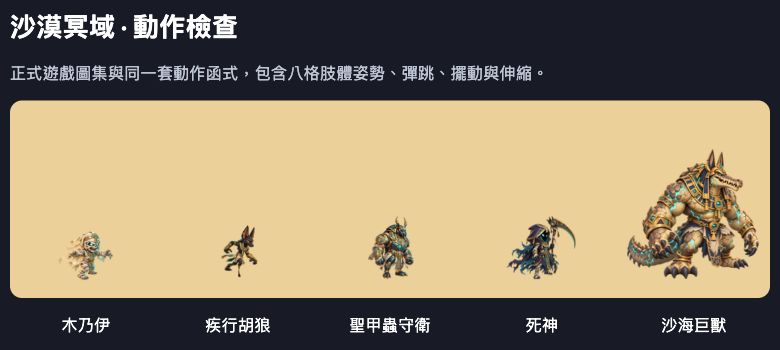 沙漠冥域 · 動作檢查
正式遊戲圖集與同一套動作函式，包含八格肢體姿勢、彈跳、擺動與伸縮。
木乃伊
疾行胡狼
聖甲蟲守衛
死神
沙海巨獸